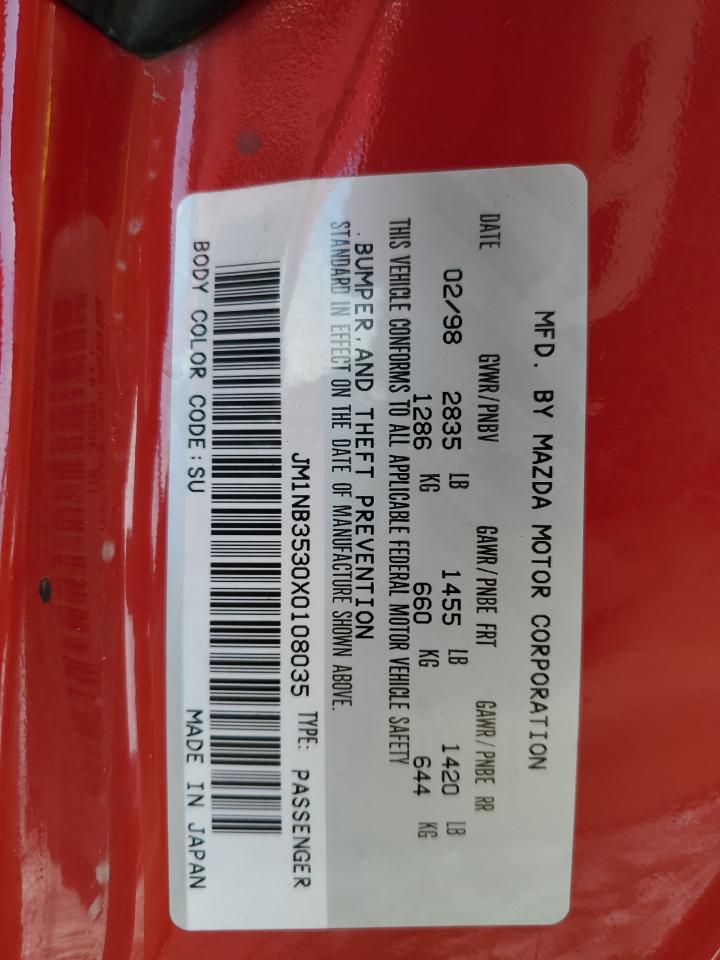 MFD. BY MAZDA MOTOR CORPORATION
DATE GVWR/PNBV GAWR/PNBE FRT GAWR/PNBE RR
02/98 2835 LB 1455 LB 1420 LB
1286 KG 660 KG 644 KG
THIS VEHICLE CONFORMS TO ALL APPLICABLE FEDERAL MOTOR VEHICLE SAFETY
BUMPER, AND THEFT PREVENTION
STANDARD IN EFFECT ON THE DATE OF MANUFACTURE SHOWN ABOVE.
JM1NB3530X0108035 TYPE: PASSENGER
BODY COLOR CODE:SU MADE IN JAPAN